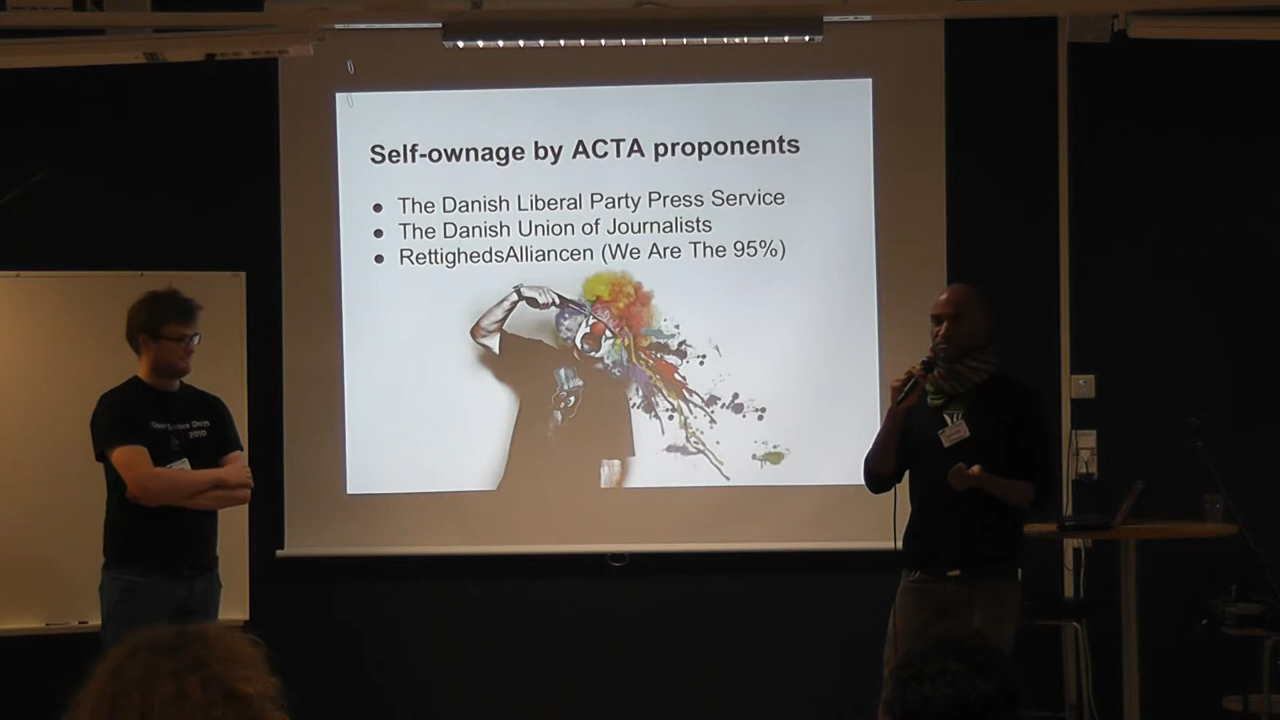 Self-ownage by ACTA proponents
● The Danish Liberal Party Press Service
● The Danish Union of Journalists
● RettighedsAlliancen (We Are The 95%)
2010